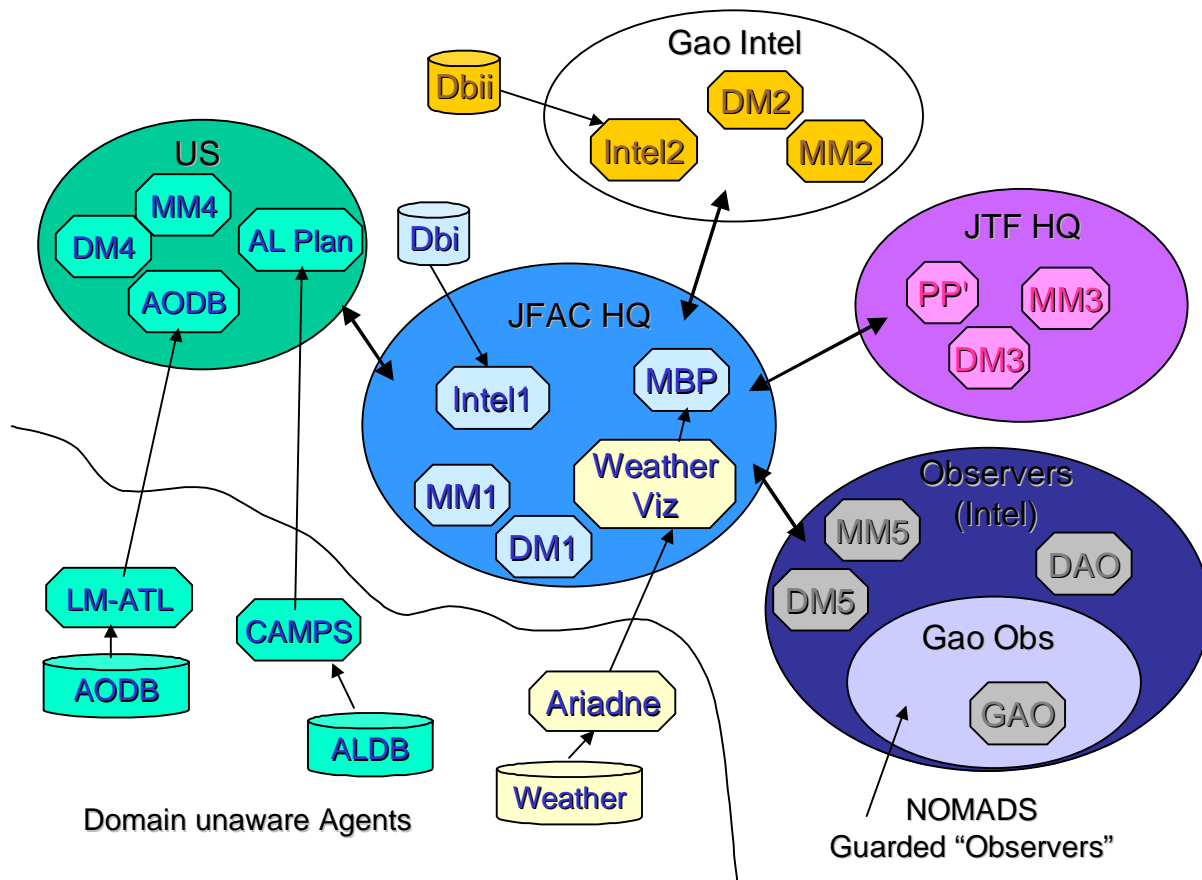 Gao Intel
Dbii
DM2
Intel2
MM2
US
MM4
DM4
AL Plan
AODB
Dbi
JFAC HQ
Intel1
MBP
Weather
Viz
MM1
DM1
JTF HQ
PP'
MM3
DM3
Observers
(Intel)
MM5
DAO
DM5
Gao Obs
GAO
LM-ATL
AODB
CAMPS
ALDB
Ariadne
Weather
Domain unaware Agents
NOMADS
Guarded “Observers”